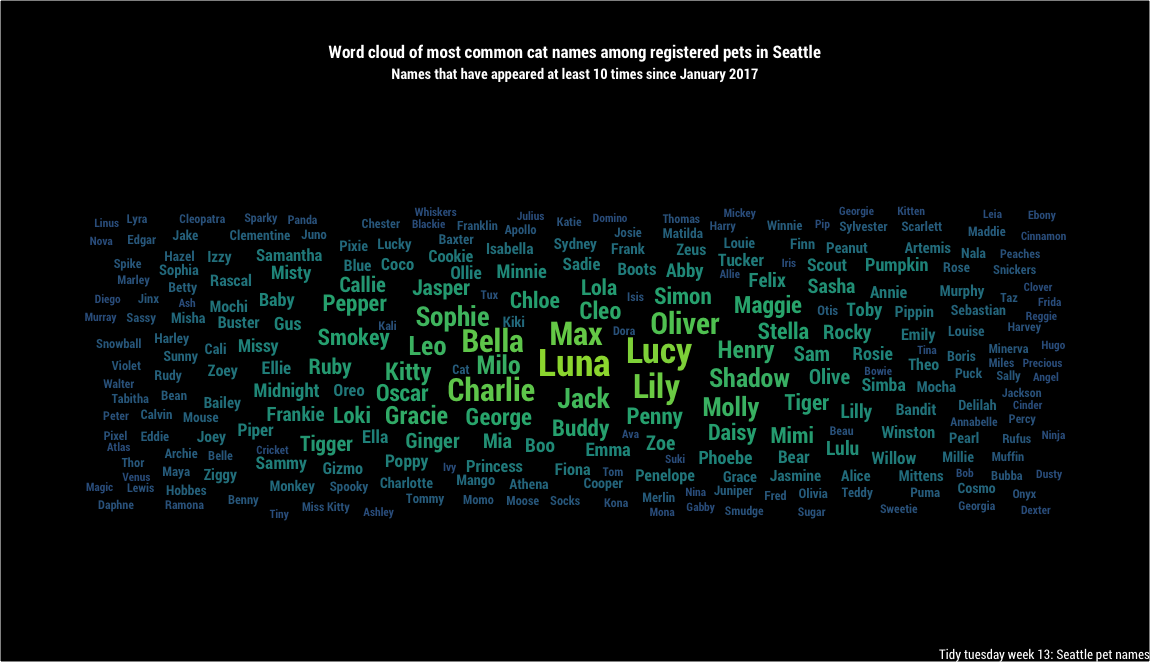 Word cloud of most common cat names among registered pets in Seattle
Names that have appeared at least 10 times since January 2017
Linus Lyra Cleopatra Sparky Panda Whiskers Julius Katie Domino Thomas Mickey Georgie Kitten Leia Ebony
Chester Blackie Franklin Apollo Josie Matilda Harry Winnie Pip Sylvester Scarlett Maddie Cinnamon
Nova Edgar Jake Clementine Juno Pixie Lucky Baxter Isabella Sydney Frank Zeus Louie Finn Peanut Artemis Nala Peaches
Hazel Izzy Samantha Cookie Tucker
Spike Sophia Misty Blue Coco Ollie Minnie Sadie Boots Abby Allie Iris Scout Pumpkin Rose Snickers
Marley Betty Rascal Callie Jasper Lola Felix Sasha Annie Murphy Clover
Diego Jinx Ash Mochi Baby Pepper Tux Chloe Isis Simon Maggie Otis Toby Pippin Sebastian Taz Frida
Murray Sassy Misha Buster Gus Kali Sophie Kiki Cleo Oliver Reggie
Harley Smokey Bella Max Dora Stella Rocky Emily Louise Harvey
Snowball Sunny Cali Missy Leo Lucy Henry Sam Rosie Tina Boris Minerva Hugo
Violet Rudy Zoey Ellie Ruby Kitty Cat Milo Luna Shadow Olive Bowie Theo Puck Miles Precious
Walter Sally Angel
Tabitha Bean Midnight Oreo Oscar Charlie Jack Lily Simba Mocha Jackson
Peter Calvin Mouse Bailey Frankie Loki Gracie George Penny Molly Tiger Lilly Bandit Delilah Cinder
Pixel Eddie Joey Piper Buddy Daisy Mimi Beau Winston Annabelle Percy
Atlas Tigger Ella Ginger Mia Boo Emma Ava Zoe Lulu Pearl Rufus Ninja
Thor Archie Belle Cricket Sammy Poppy Ivy Princess Fiona Suki Phoebe Bear Willow Millie Muffin
Venus Maya Ziggy Gizmo Mango Athena Tom Penelope Grace Jasmine Alice Mittens Bob Bubba Dusty
Magic Lewis Hobbes Monkey Spooky Charlotte Cooper Nina Juniper Fred Olivia Teddy Puma Cosmo Onyx
Daphne Ramona Benny Miss Kitty Tommy Momo Moose Socks Kona Merlin Gabby Smudge Sugar Sweetie Georgia Dexter
Tiny Ashley Mona
Tidy tuesday week 13: Seattle pet names